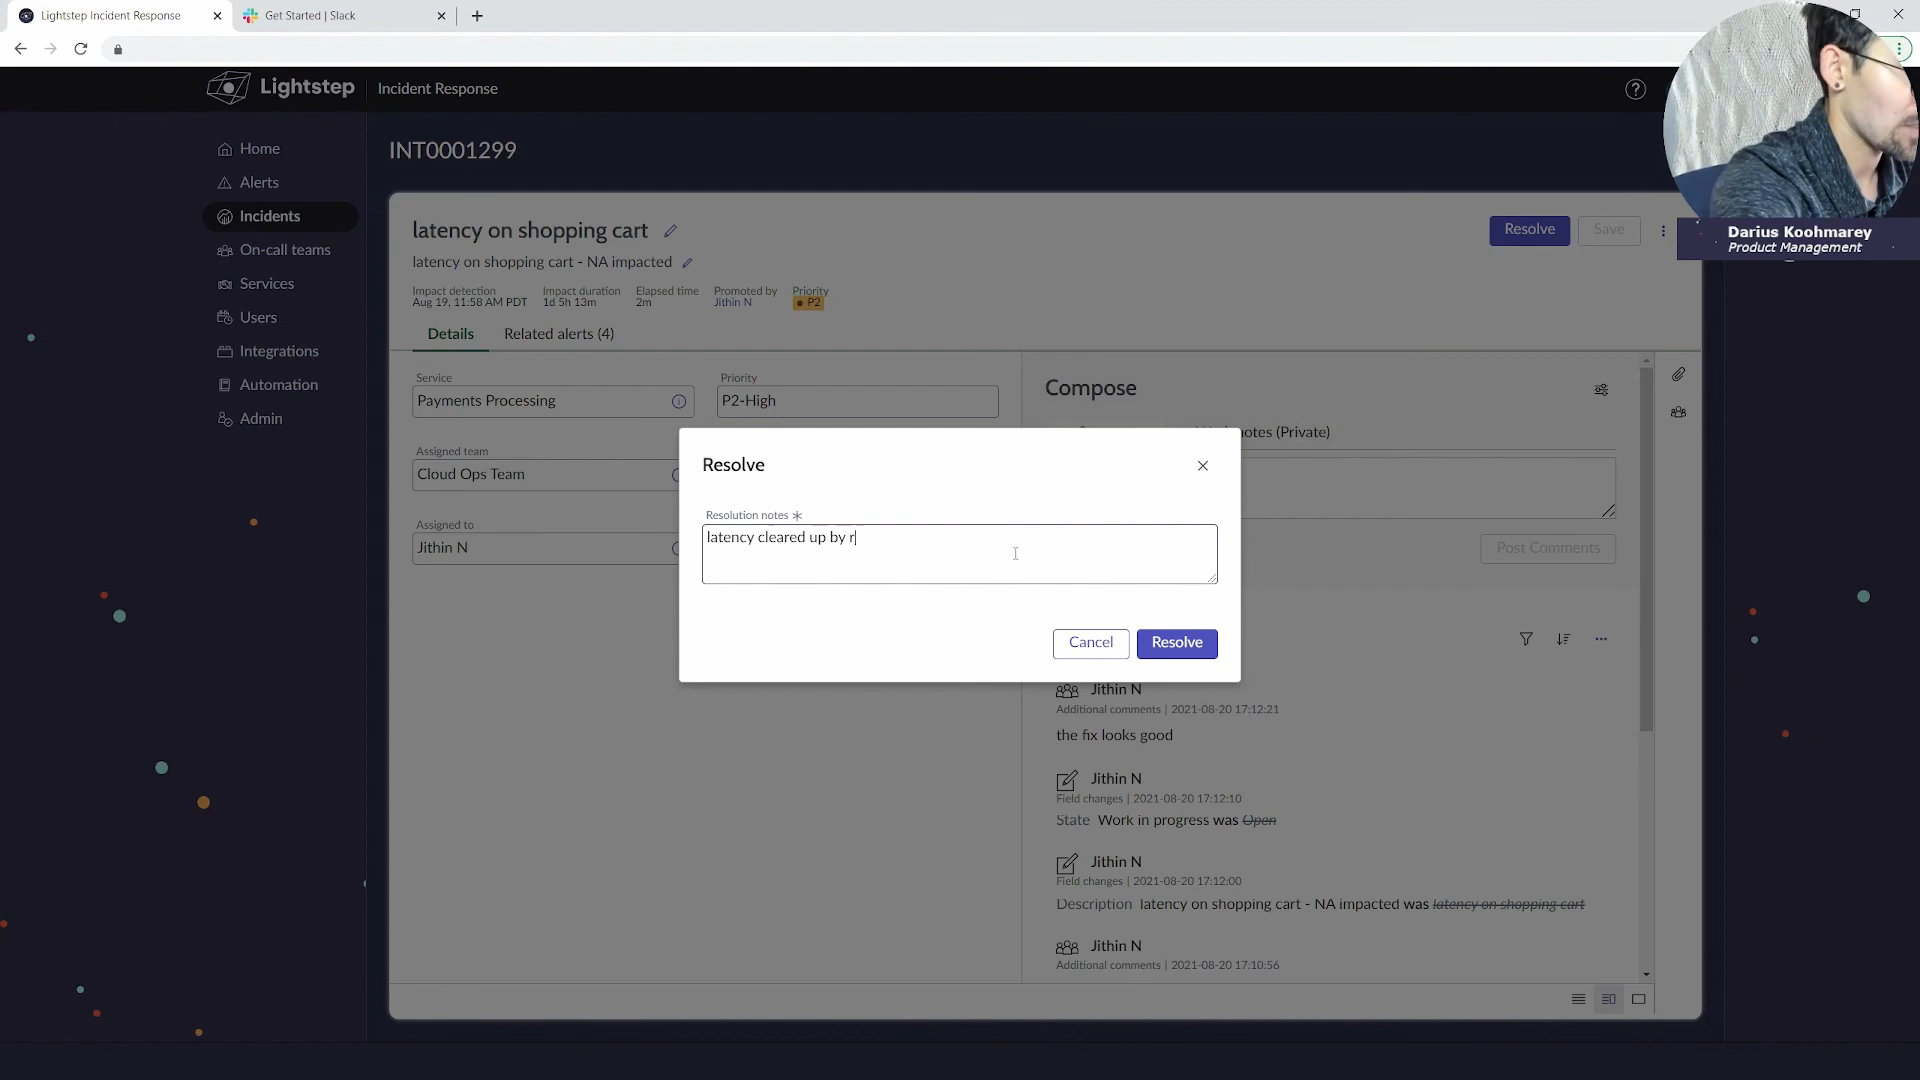 Lightstep Incident Response
Get Started | Slack
Lightstep
Incident Response
Home
Alerts
Incidents
On-call teams
Services
Users
Integrations
Automation
Admin
INT0001299
latency on shopping cart
latency on shopping cart - NA impacted
Resolve
Save
Impact detection
Aug 19, 11:58 AM PDT
Impact duration
1d 5h 13m
Elapsed time
2m
Promoted by
Jithin N
Priority
P2
Details
Related alerts (4)
Service
Payments Processing
Priority
P2-High
Assigned team
Cloud Ops Team
Assigned to
Jithin N
Compose
notes (Private)
Post Comments
Resolve
Resolution notes
latency cleared up by r
Cancel
Resolve
Jithin N
Additional comments | 2021-08-20 17:12:21
the fix looks good
Jithin N
Field changes | 2021-08-20 17:12:10
State Work in progress was Open
Jithin N
Field changes | 2021-08-20 17:12:00
Description latency on shopping cart - NA impacted was latency on shopping cart
Jithin N
Additional comments | 2021-08-20 17:10:56
Darius Koohmarey
Product Management